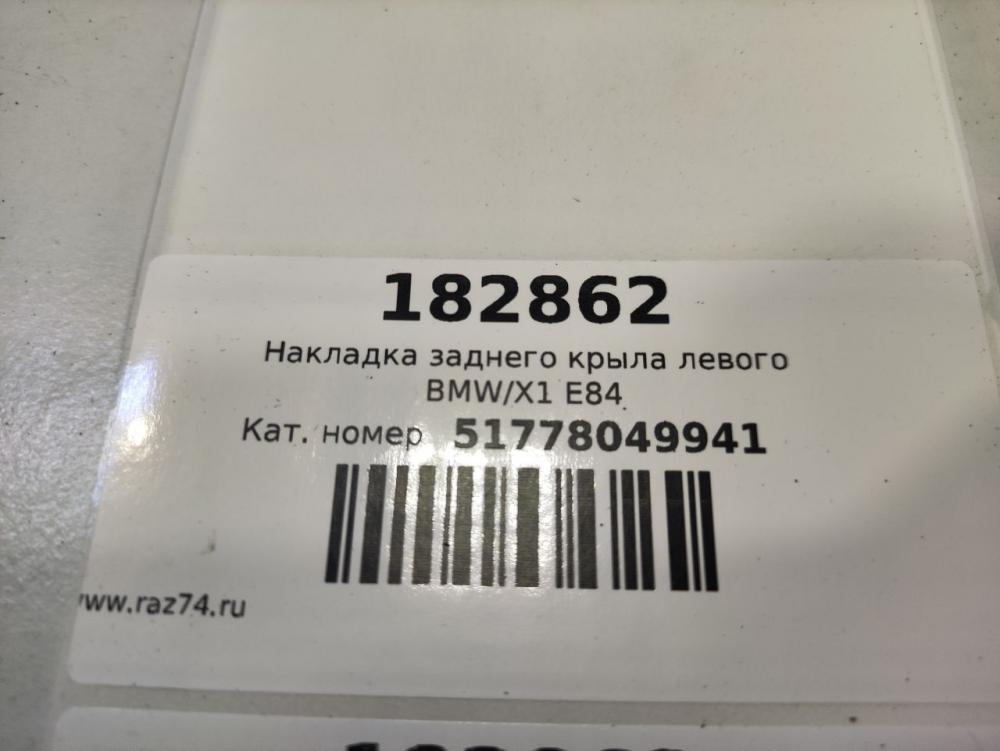 182862
Накладка заднего крыла левого
BMW/X1 E84
Кат. номер 51778049941
www.raz74.ru